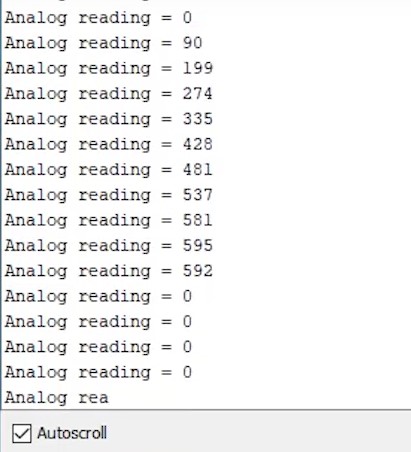 Analog reading = 0
Analog reading = 90
Analog reading = 199
Analog reading = 274
Analog reading = 335
Analog reading = 428
Analog reading = 481
Analog reading = 537
Analog reading = 581
Analog reading = 595
Analog reading = 592
Analog reading = 0
Analog reading = 0
Analog reading = 0
Analog reading = 0
Analog rea
Autoscroll